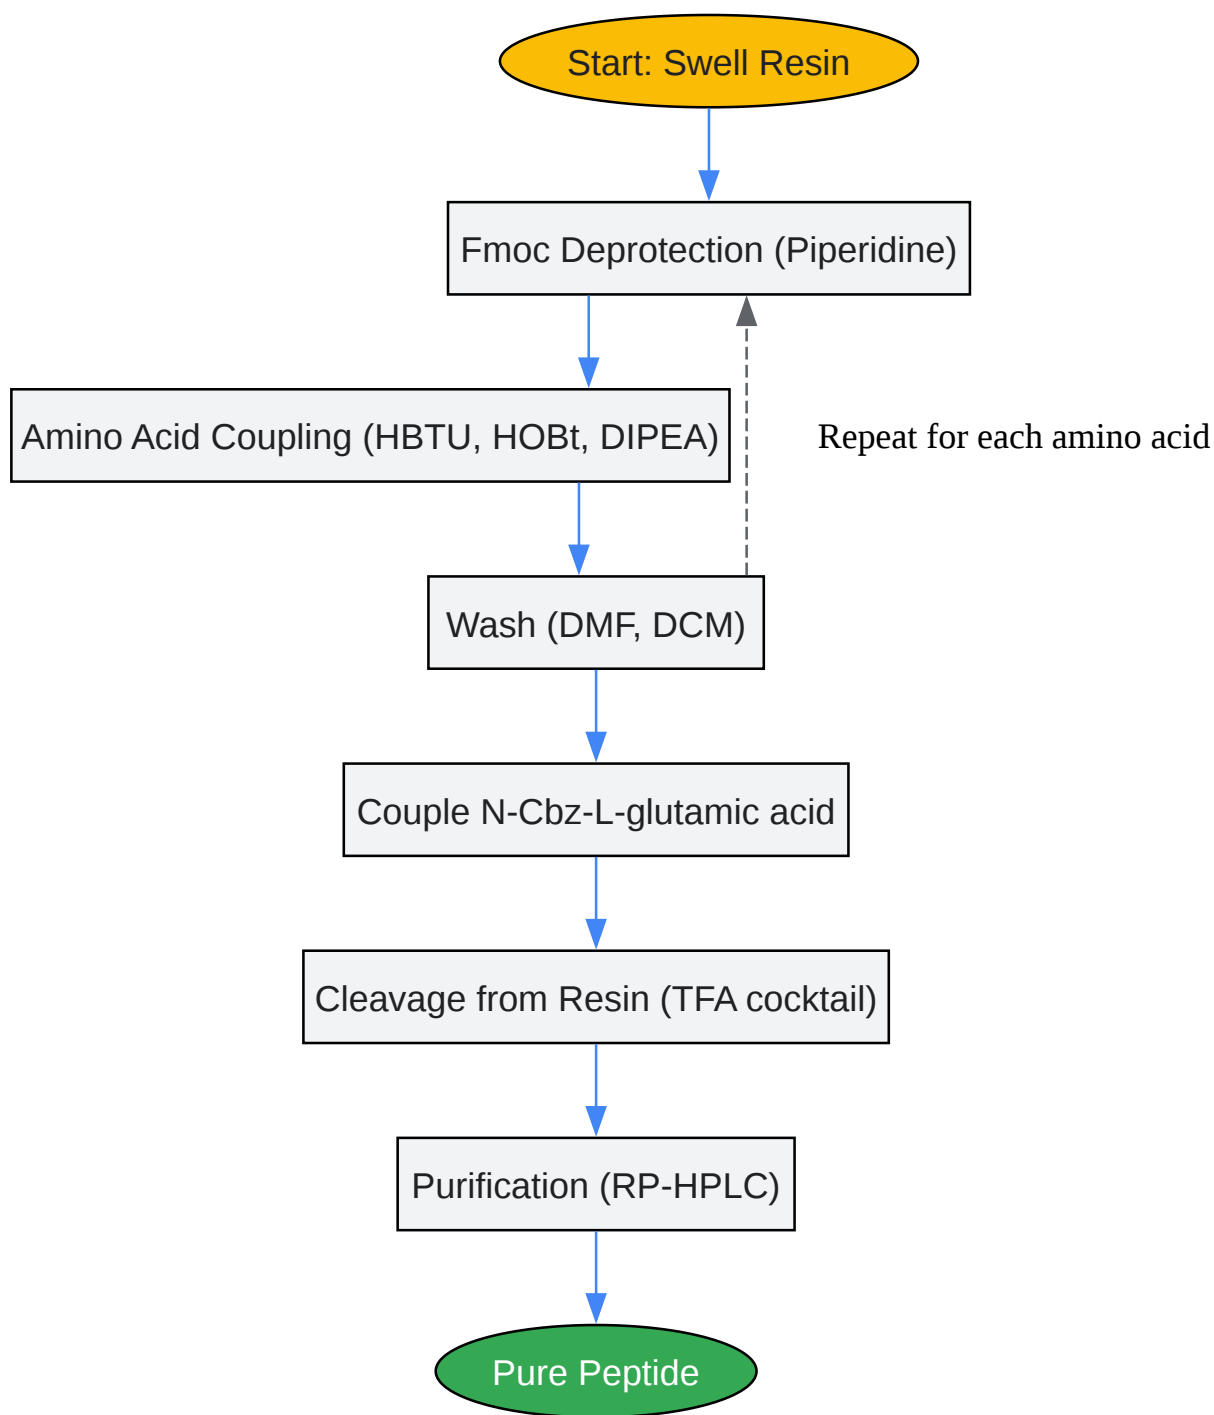 Start: Swell Resin
Fmoc Deprotection (Piperidine)
Amino Acid Coupling (HBTU, HOBt, DIPEA)
Repeat for each amino acid
Wash (DMF, DCM)
Couple N-Cbz-L-glutamic acid
Cleavage from Resin (TFA cocktail)
Purification (RP-HPLC)
Pure Peptide